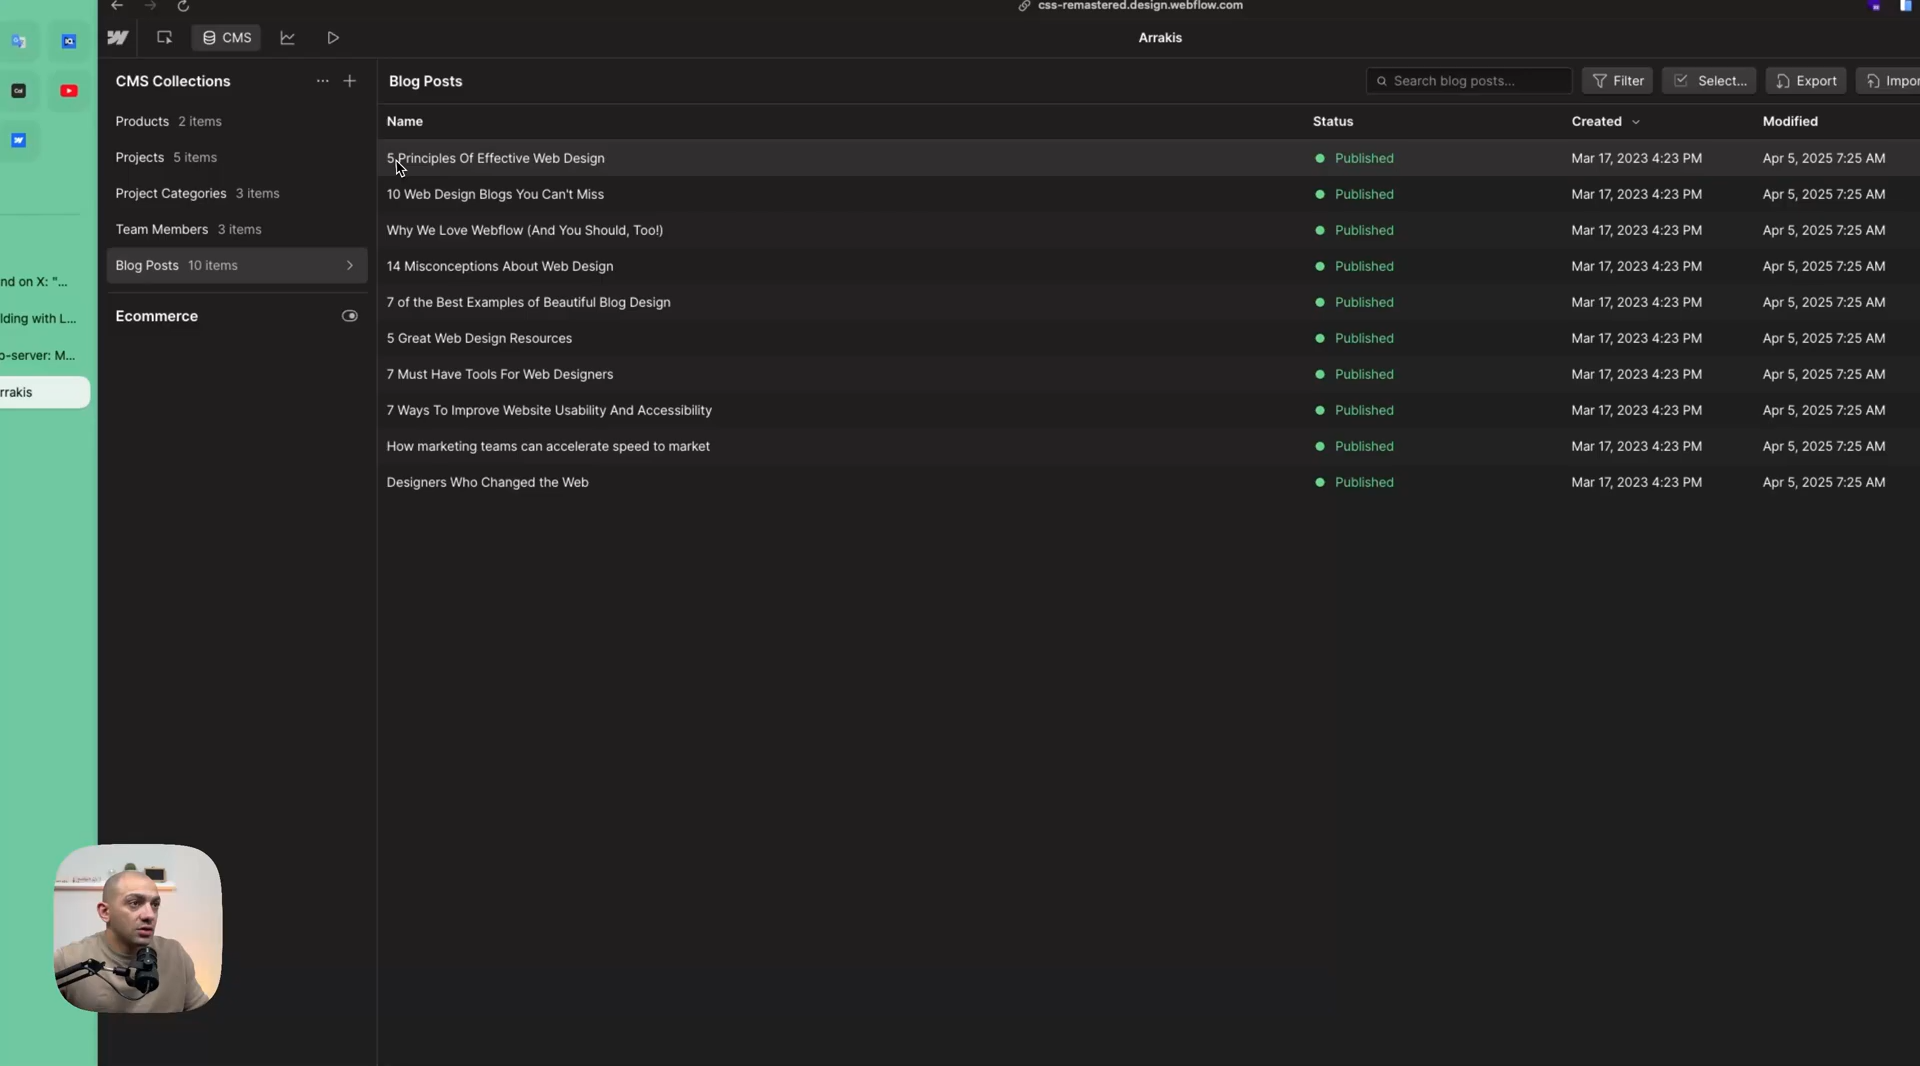 css-remastered.design.webflow.com
CMS
Arrakis
CMS Collections
Products 2 items
Projects 5 items
Project Categories 3 items
Team Members 3 items
Blog Posts 10 items
Ecommerce
nd on X: "...
lding with L...
o-server: M...
rrakis
Blog Posts
Search blog posts...
Filter
Select...
Export
Impor
Name Status Created Modified
5 Principles Of Effective Web Design Published Mar 17, 2023 4:23 PM Apr 5, 2025 7:25 AM
10 Web Design Blogs You Can't Miss Published Mar 17, 2023 4:23 PM Apr 5, 2025 7:25 AM
Why We Love Webflow (And You Should, Too!) Published Mar 17, 2023 4:23 PM Apr 5, 2025 7:25 AM
14 Misconceptions About Web Design Published Mar 17, 2023 4:23 PM Apr 5, 2025 7:25 AM
7 of the Best Examples of Beautiful Blog Design Published Mar 17, 2023 4:23 PM Apr 5, 2025 7:25 AM
5 Great Web Design Resources Published Mar 17, 2023 4:23 PM Apr 5, 2025 7:25 AM
7 Must Have Tools For Web Designers Published Mar 17, 2023 4:23 PM Apr 5, 2025 7:25 AM
7 Ways To Improve Website Usability And Accessibility Published Mar 17, 2023 4:23 PM Apr 5, 2025 7:25 AM
How marketing teams can accelerate speed to market Published Mar 17, 2023 4:23 PM Apr 5, 2025 7:25 AM
Designers Who Changed the Web Published Mar 17, 2023 4:23 PM Apr 5, 2025 7:25 AM